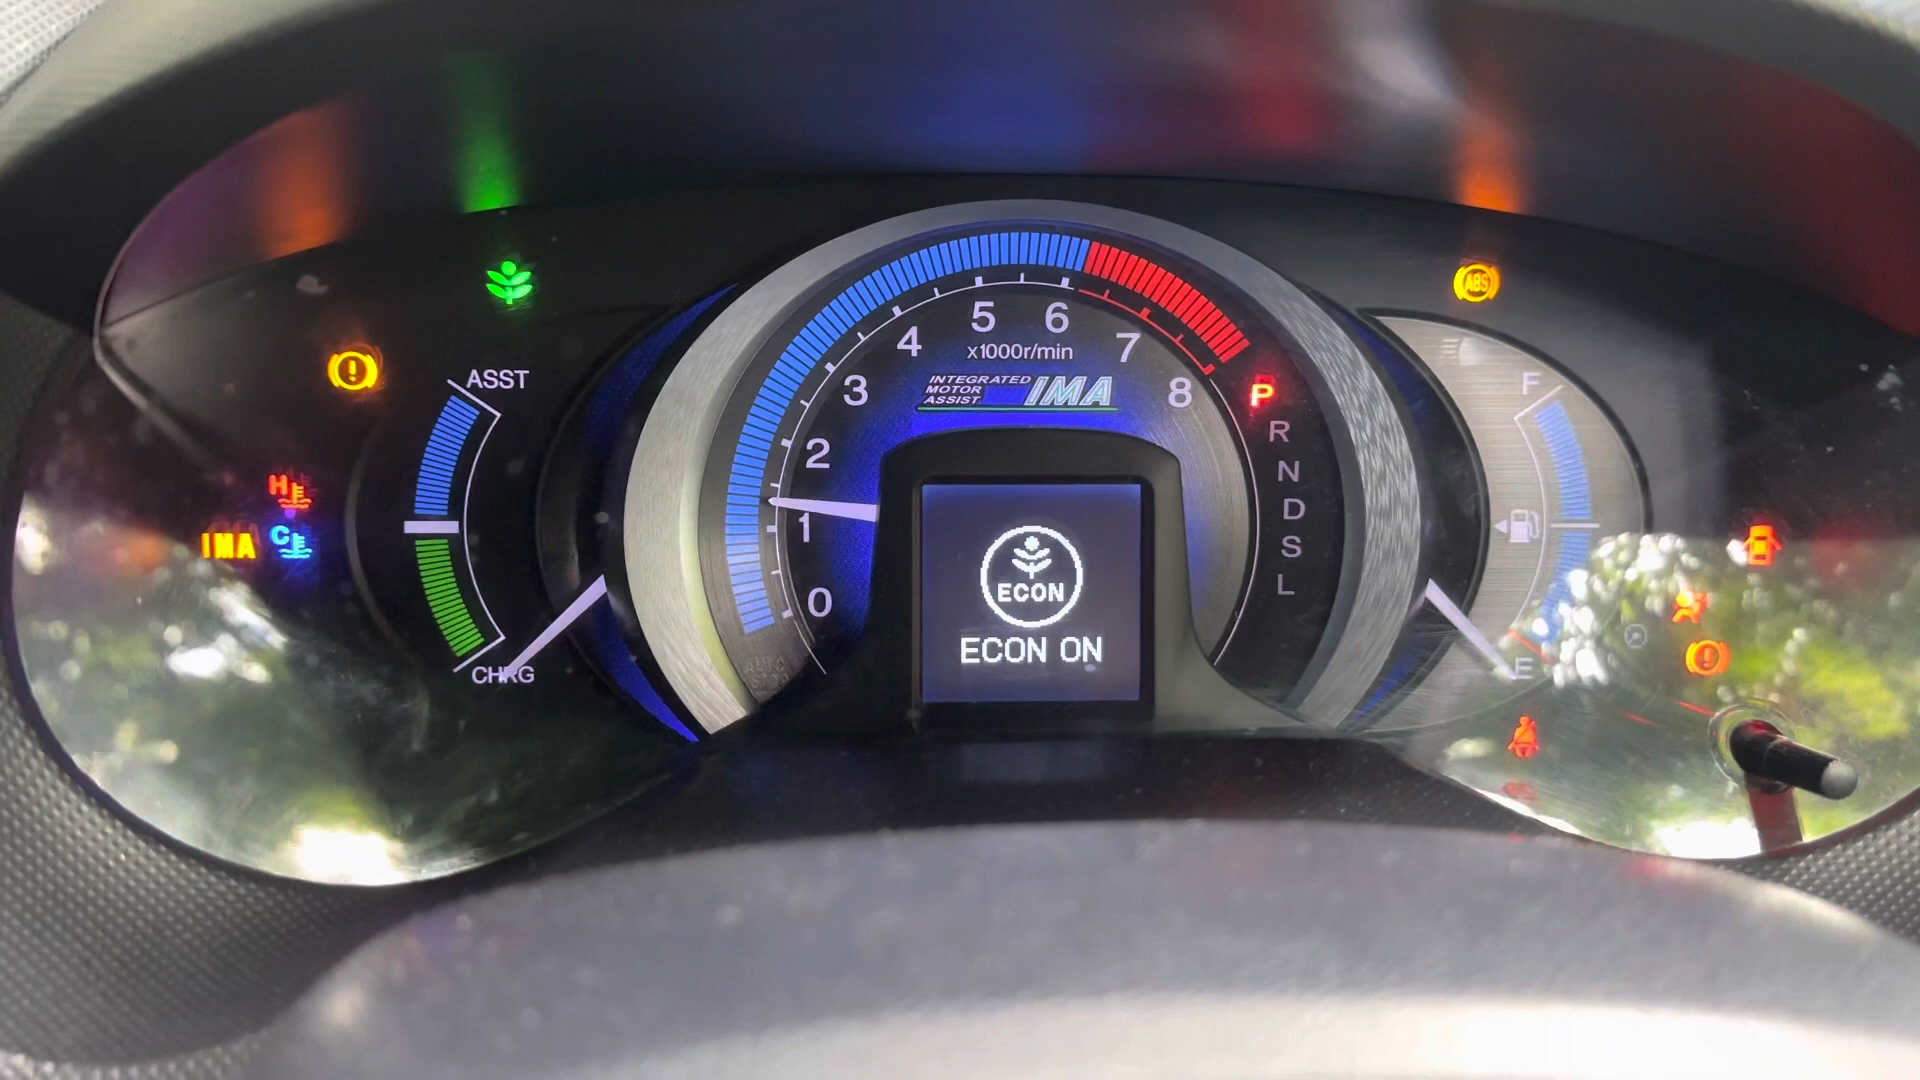 ABS
ASST
H
IMA
C
CHRG
0
1
2
3
4
5
6
7
8
x1000r/min
INTEGRATED
MOTOR
ASSIST
IMA
ECON
ECON ON
P
R
N
D
S
L
F
E